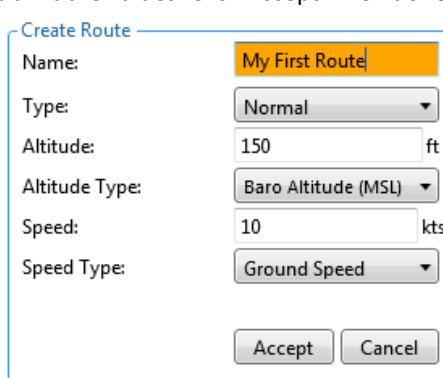 Create Route
Name: My First Route
Type: Normal
Altitude: 150 ft
Altitude Type: Baro Altitude (MSL)
Speed: 10 kts
Speed Type: Ground Speed
Accept Cancel